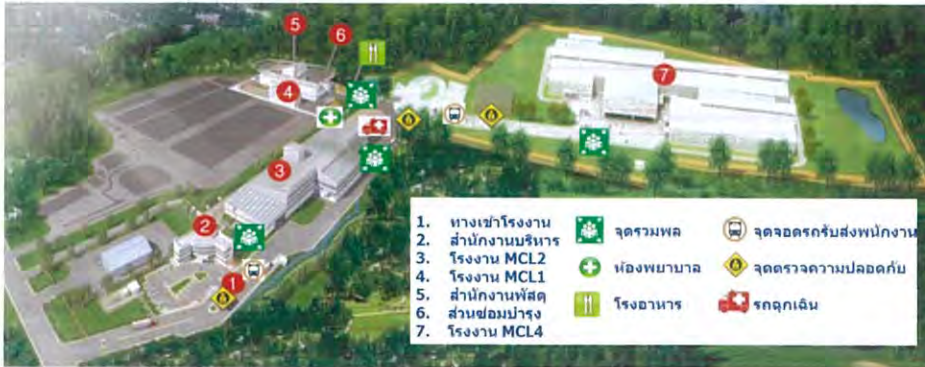 5
6
7
4
3
2
1
1. ทางเข้าโรงงาน
2. สำนักงานบริหาร
3. โรงงาน MCL2
4. โรงงาน MCL1
5. สำนักงานพัสดุ
6. ส่วนซ่อมบำรุง
7. โรงงาน MCL4
จุดรวมพล
จุดจอดรถรับส่งพนักงาน
ห้องพยาบาล
จุดตรวจความปลอดภัย
โรงอาหาร
รถฉุกเฉิน